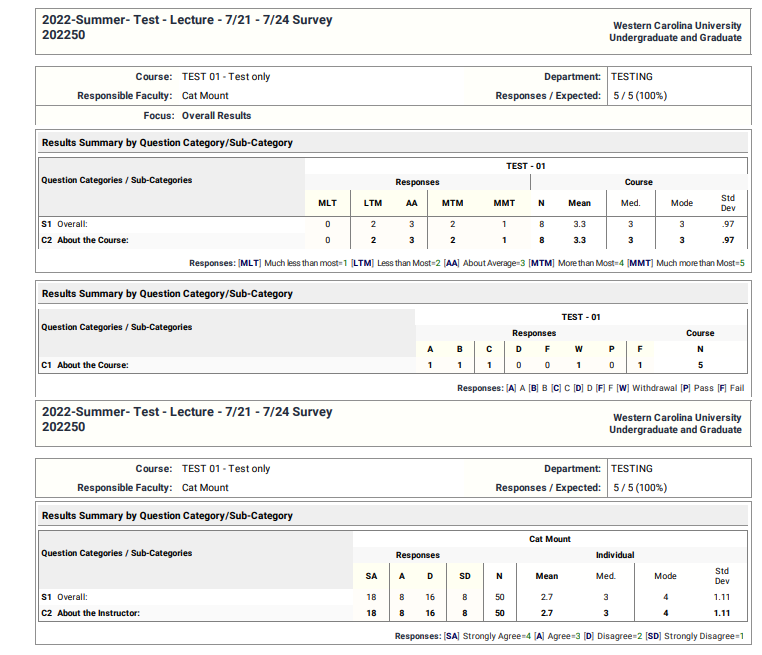 2022-Summer- Test - Lecture - 7/21 - 7/24 Survey
202250
Western Carolina University
Undergraduate and Graduate
Course: TEST 01 - Test only
Department: TESTING
Responsible Faculty: Cat Mount
Responses / Expected: 5 / 5 (100%)
Focus: Overall Results
Results Summary by Question Category/Sub-Category
TEST - 01
Question Categories / Sub-Categories
Responses Course
MLT LTM AA MTM MMT N Mean Med. Mode Std Dev
S1 Overall: 0 2 3 2 1 8 3.3 3 3 .97
C2 About the Course: 0 2 3 2 1 8 3.3 3 3 .97
Responses: [MLT] Much less than most=1 [LTM] Less than Most=2 [AA] About Average=3 [MTM] More than Most=4 [MMT] Much more than Most=5
Results Summary by Question Category/Sub-Category
TEST - 01
Question Categories / Sub-Categories
Responses Course
A B C D F W P F N
C1 About the Course: 1 1 1 0 0 1 0 1 5
Responses: [A] A [B] B [C] C [D] D [F] F [W] Withdrawal [P] Pass [F] Fail
2022-Summer- Test - Lecture - 7/21 - 7/24 Survey
202250
Western Carolina University
Undergraduate and Graduate
Course: TEST 01 - Test only
Department: TESTING
Responsible Faculty: Cat Mount
Responses / Expected: 5 / 5 (100%)
Results Summary by Question Category/Sub-Category
Cat Mount
Question Categories / Sub-Categories
Responses Individual
SA A D SD N Mean Med. Mode Std Dev
S1 Overall: 18 8 16 8 50 2.7 3 4 1.11
C2 About the Instructor: 18 8 16 8 50 2.7 3 4 1.11
Responses: [SA] Strongly Agree=4 [A] Agree=3 [D] Disagree=2 [SD] Strongly Disagree=1